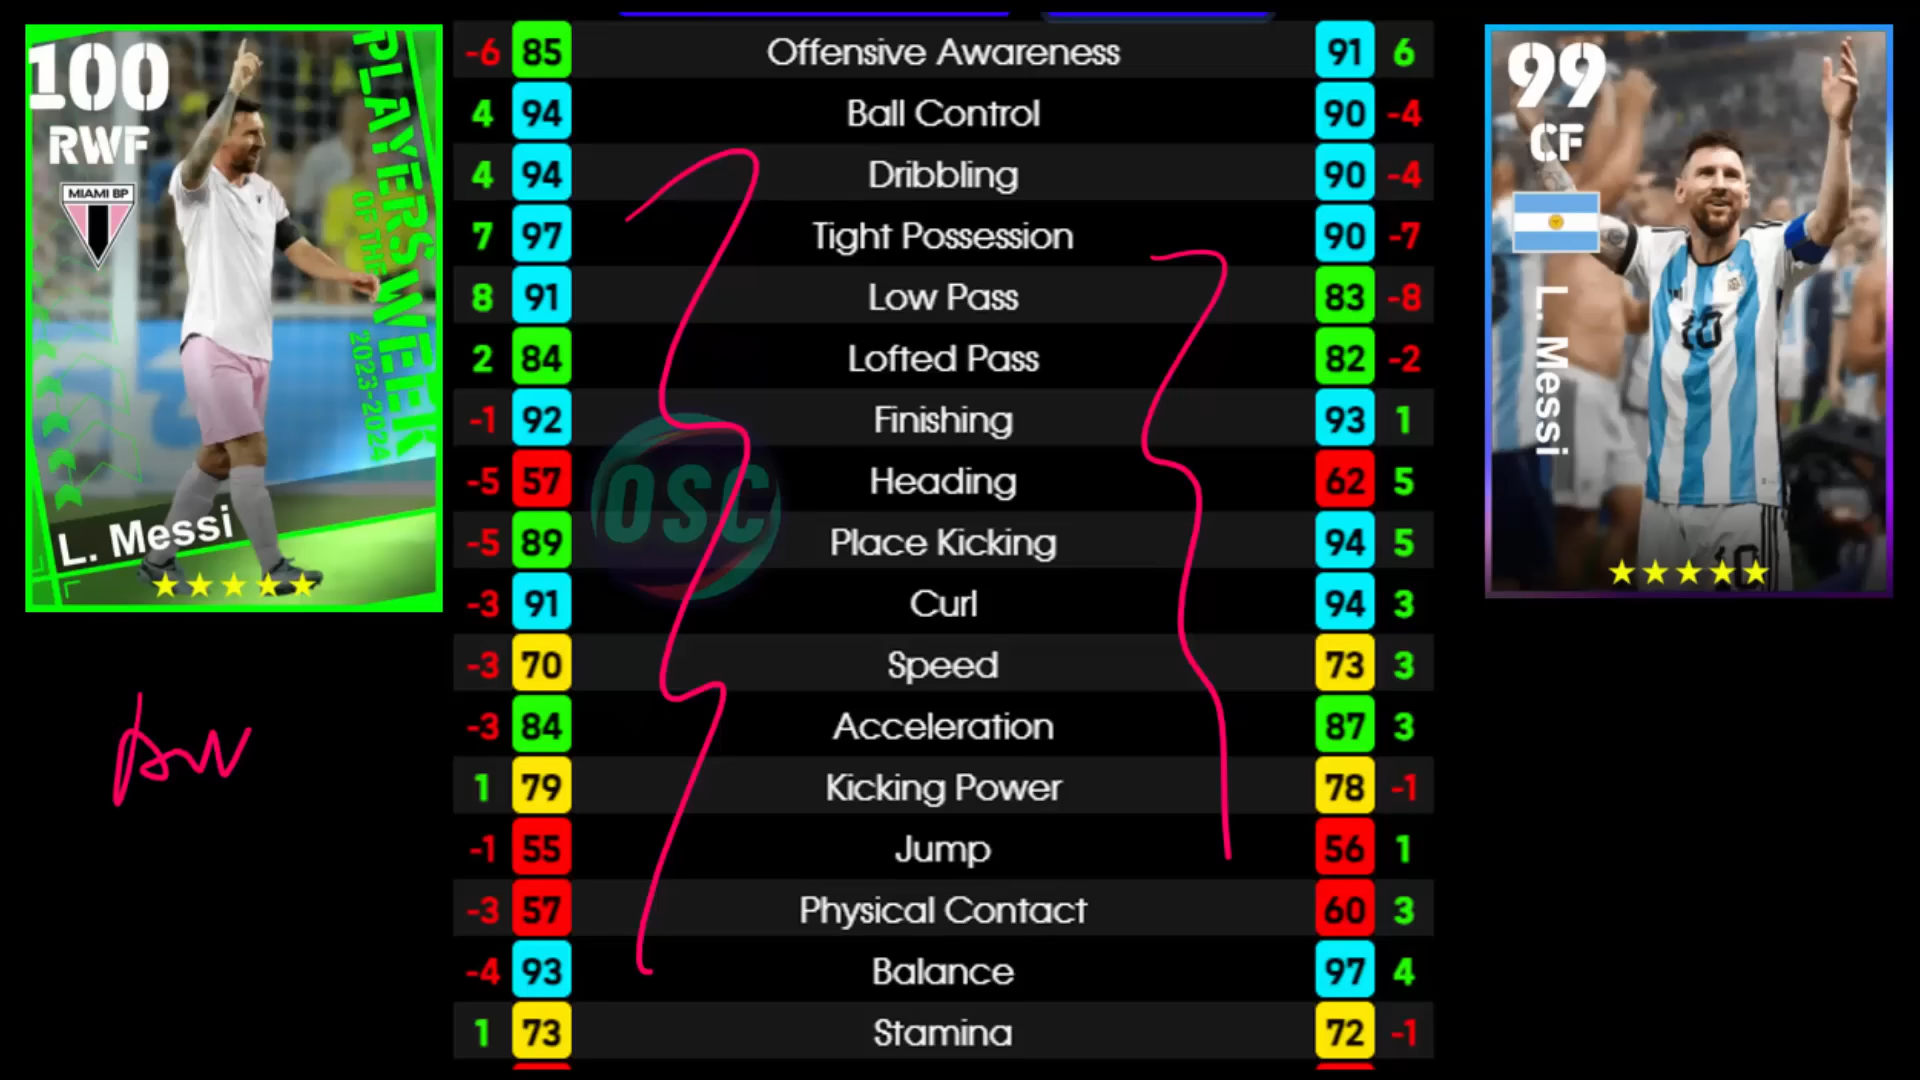 100
RWF
MIAMI BP
PLAYERS OF THE WEEK
2023-2024
L. Messi
-6 85 Offensive Awareness 91 6
4 94 Ball Control 90 -4
4 94 Dribbling 90 -4
7 97 Tight Possession 90 -7
8 91 Low Pass 83 -8
2 84 Lofted Pass 82 -2
-1 92 Finishing 93 1
-5 57 Heading 62 5
-5 89 Place Kicking 94 5
-3 91 Curl 94 3
-3 70 Speed 73 3
-3 84 Acceleration 87 3
1 79 Kicking Power 78 -1
-1 55 Jump 56 1
-3 57 Physical Contact 60 3
-4 93 Balance 97 4
1 73 Stamina 72 -1
OSC
99
CF
L. Messi
10
10